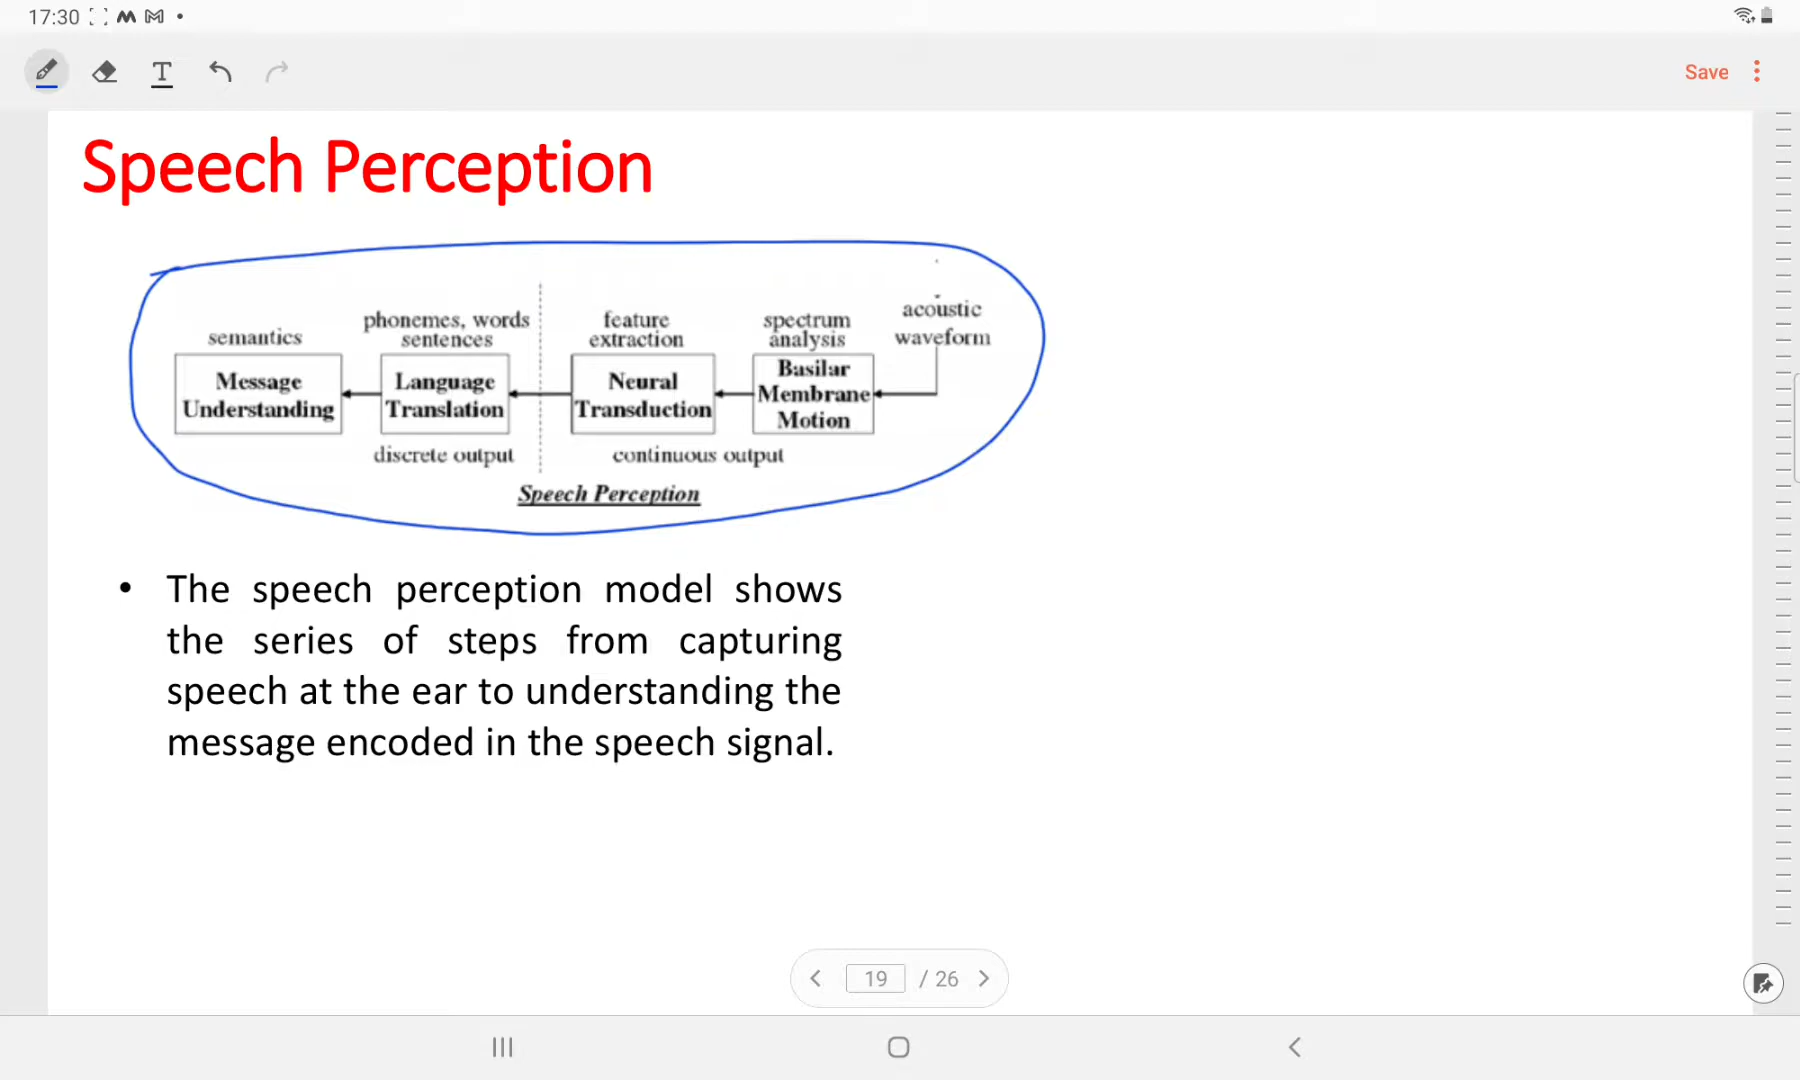 17:30
Save
Speech Perception
semantics
phonemes, words
sentences
feature
extraction
spectrum
analysis
acoustic
waveform
Message
Understanding
Language
Translation
Neural
Transduction
Basilar
Membrane
Motion
discrete output
continuous output
Speech Perception
• The speech perception model shows
the series of steps from capturing
speech at the ear to understanding the
message encoded in the speech signal.
19 / 26